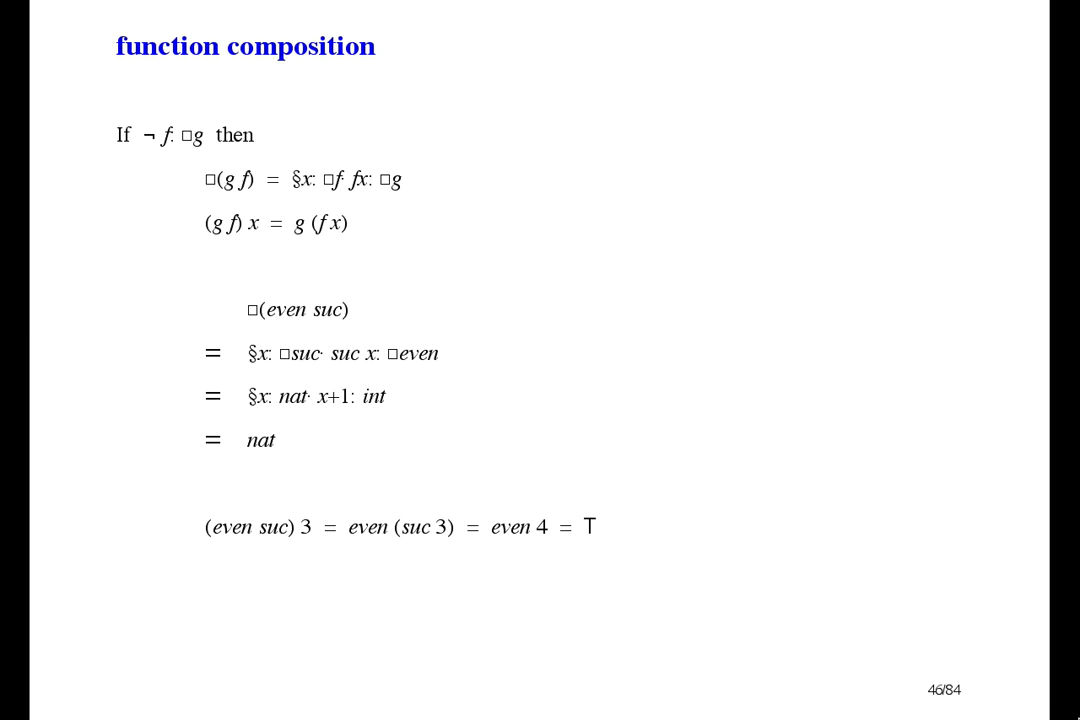 function composition
If ¬ f: □g then
□(g f) = §x: □f· fx: □g
(g f) x = g (f x)
□(even suc)
= §x: □suc· suc x: □even
= §x: nat· x+1: int
= nat
(even suc) 3 = even (suc 3) = even 4 = T
46/84